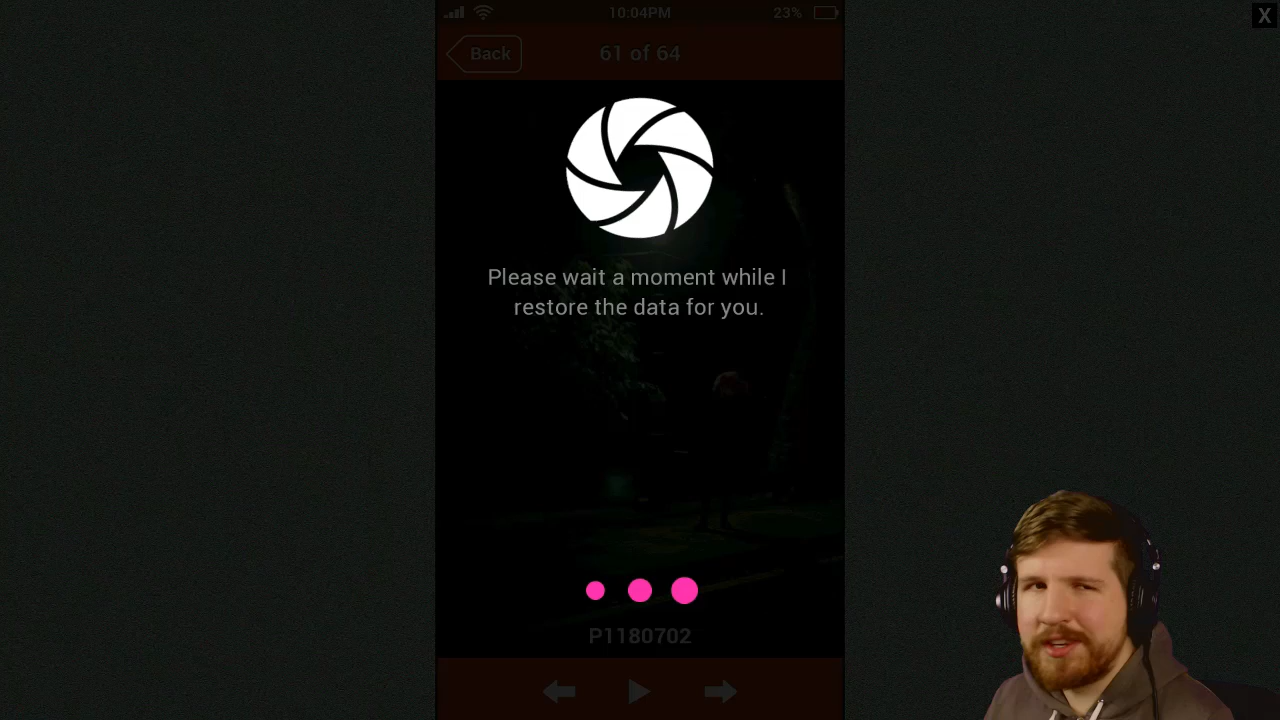 10:04PM 23%
X
Back 61 of 64
Please wait a moment while I
restore the data for you.
P1180702